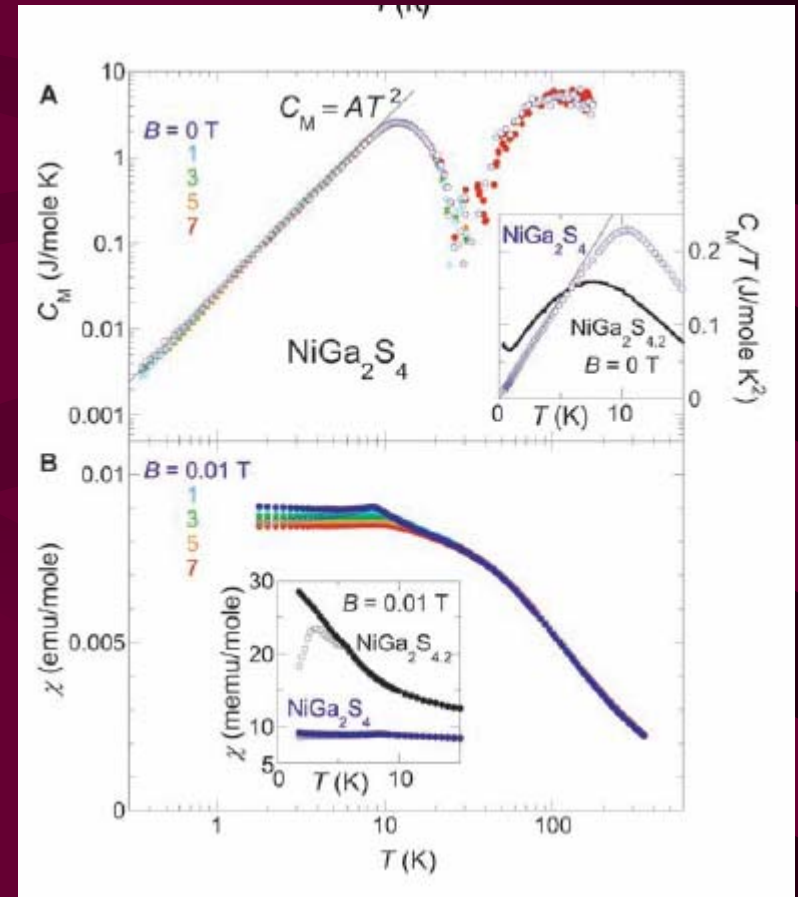 T (K)
A
10
1
0.1
0.01
0.001
C_M (J/mole K)
B = 0 T
1
3
5
7
C_M = AT²
NiGa₂S₄
NiGa₂S₄
NiGa₂S₄.₂
B = 0 T
0.2
0.1
0
C_M/T (J/mole K²)
0
10
T (K)
B
B = 0.01 T
1
3
5
7
0.01
0.005
0
χ (emu/mole)
30
20
10
5
χ (memu/mole)
B = 0.01 T
NiGa₂S₄.₂
NiGa₂S₄
0
T (K)
10
1
10
100
T (K)